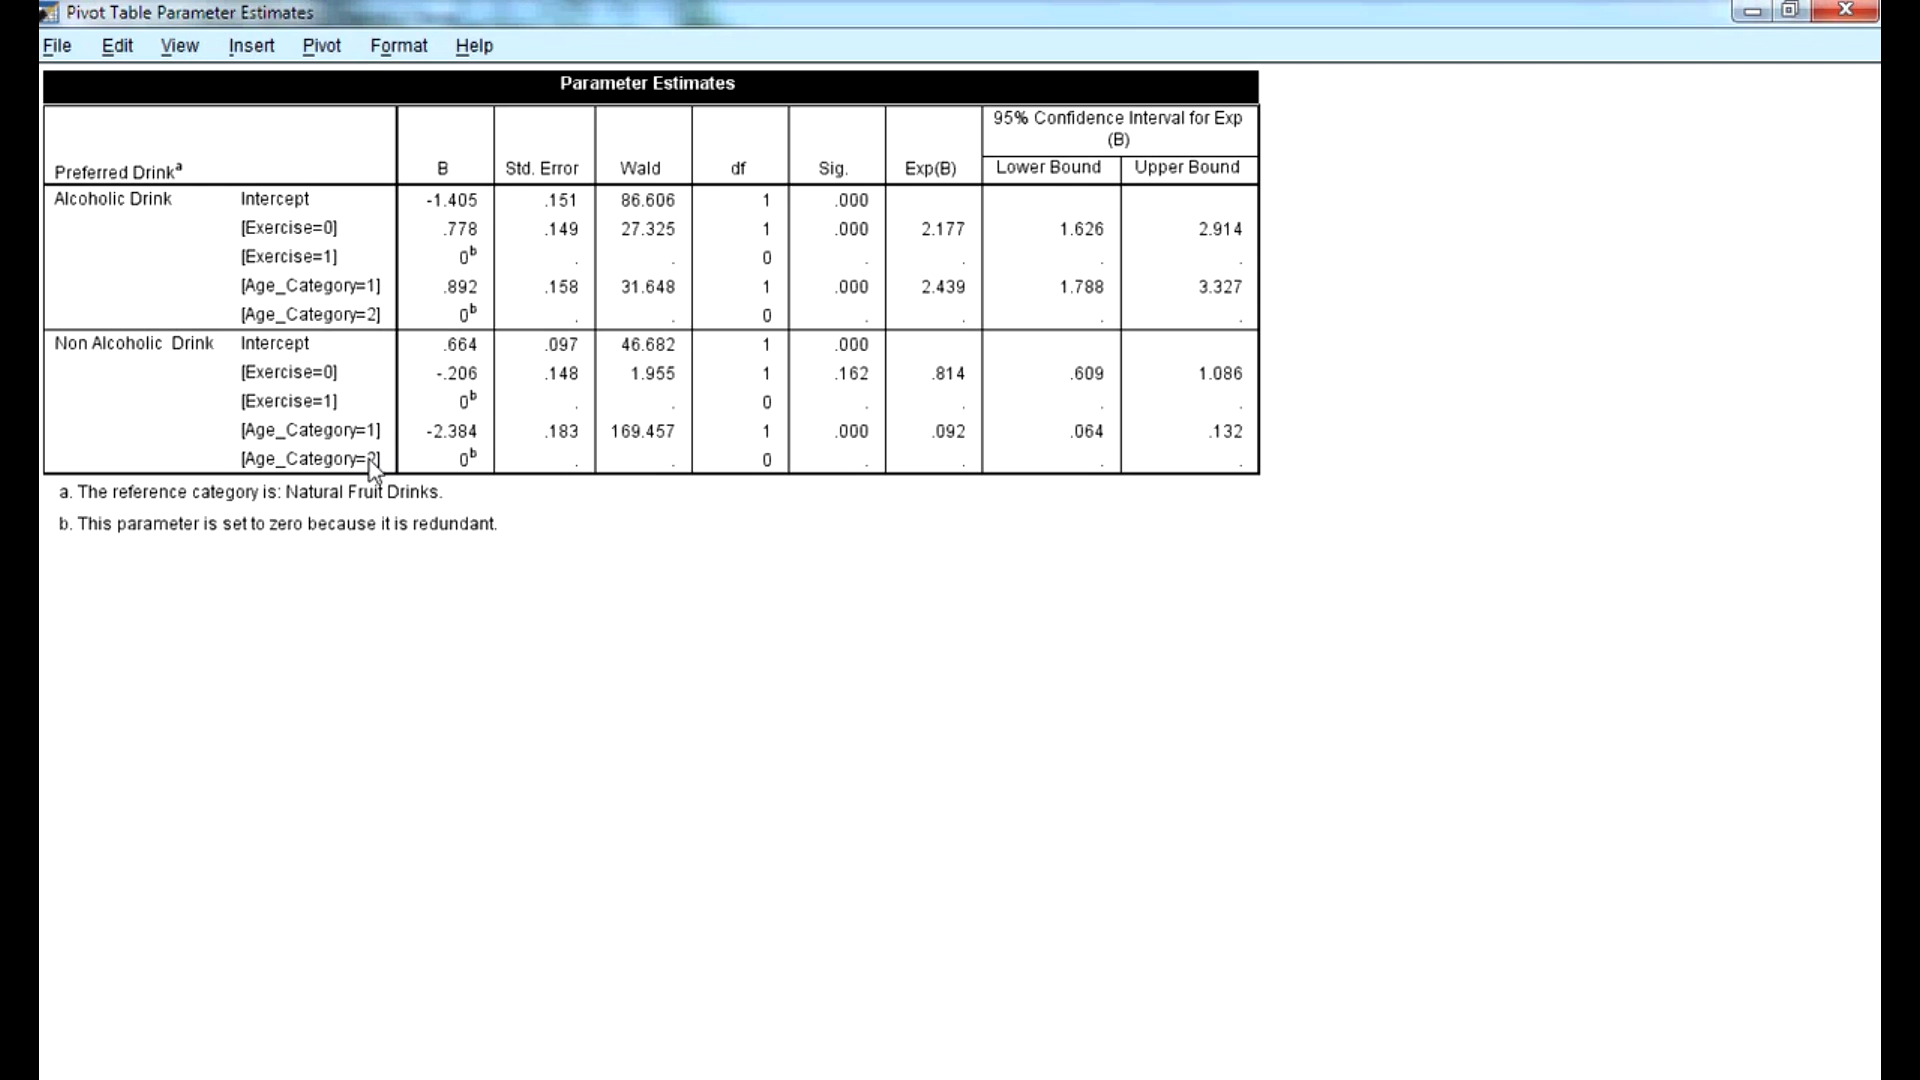 Pivot Table Parameter Estimates
File Edit View Insert Pivot Format Help
Parameter Estimates
Preferred Drinkᵃ B Std. Error Wald df Sig. Exp(B) 95% Confidence Interval for Exp (B)
Lower Bound Upper Bound
Alcoholic Drink Intercept -1.405 .151 86.606 1 .000
[Exercise=0] .778 .149 27.325 1 .000 2.177 1.626 2.914
[Exercise=1] 0ᵇ . . 0 . . . .
[Age_Category=1] .892 .158 31.648 1 .000 2.439 1.788 3.327
[Age_Category=2] 0ᵇ . . 0 . . . .
Non Alcoholic Drink Intercept .664 .097 46.682 1 .000
[Exercise=0] -.206 .148 1.955 1 .162 .814 .609 1.086
[Exercise=1] 0ᵇ . . 0 . . . .
[Age_Category=1] -2.384 .183 169.457 1 .000 .092 .064 .132
[Age_Category=2] 0ᵇ . . 0 . . . .
a. The reference category is: Natural Fruit Drinks.
b. This parameter is set to zero because it is redundant.